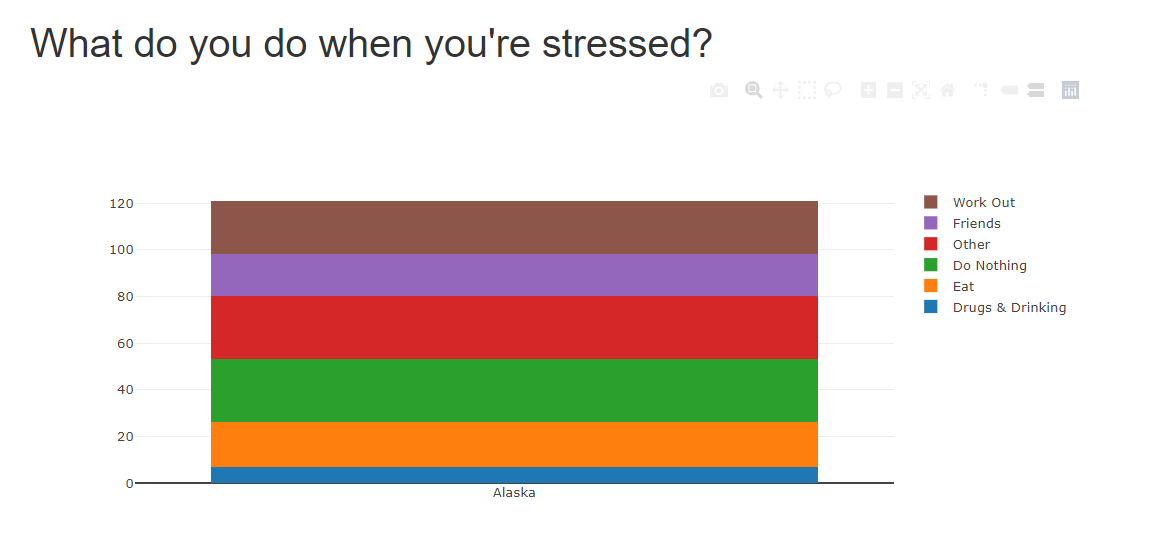 What do you do when you're stressed?
120
100
80
60
40
20
0
Alaska
Work Out
Friends
Other
Do Nothing
Eat
Drugs & Drinking